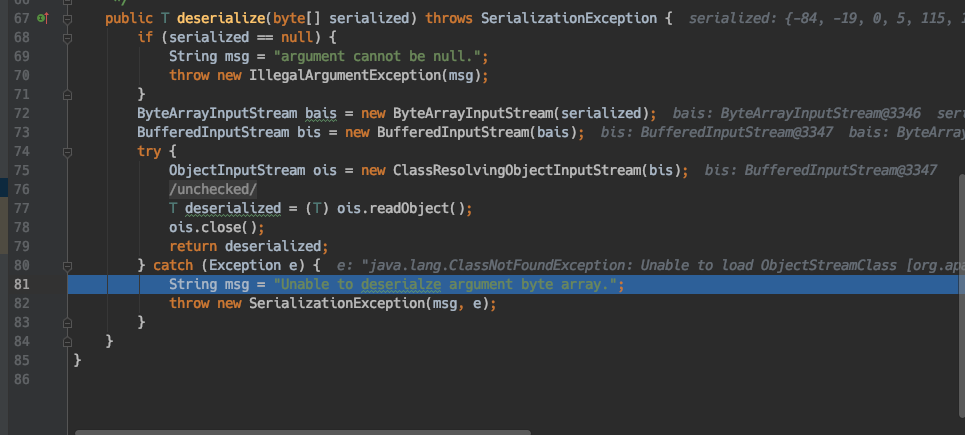 67 public T deserialize(byte[] serialized) throws SerializationException { serialized: {-84, -19, 0, 5, 115,
68 if (serialized == null) {
69 String msg = "argument cannot be null.";
70 throw new IllegalArgumentException(msg);
71 }
72 ByteArrayInputStream bais = new ByteArrayInputStream(serialized); bais: ByteArrayInputStream@3346 seri
73 BufferedInputStream bis = new BufferedInputStream(bais); bis: BufferedInputStream@3347 bais: ByteArray
74 try {
75 ObjectInputStream ois = new ClassResolvingObjectInputStream(bis); bis: BufferedInputStream@3347
76 /unchecked/
77 T deserialized = (T) ois.readObject();
78 ois.close();
79 return deserialized;
80 } catch (Exception e) { e: "java.lang.ClassNotFoundException: Unable to load ObjectStreamClass [org.apa
81 String msg = "Unable to deserialze argument byte array.";
82 throw new SerializationException(msg, e);
83 }
84 }
85 }
86